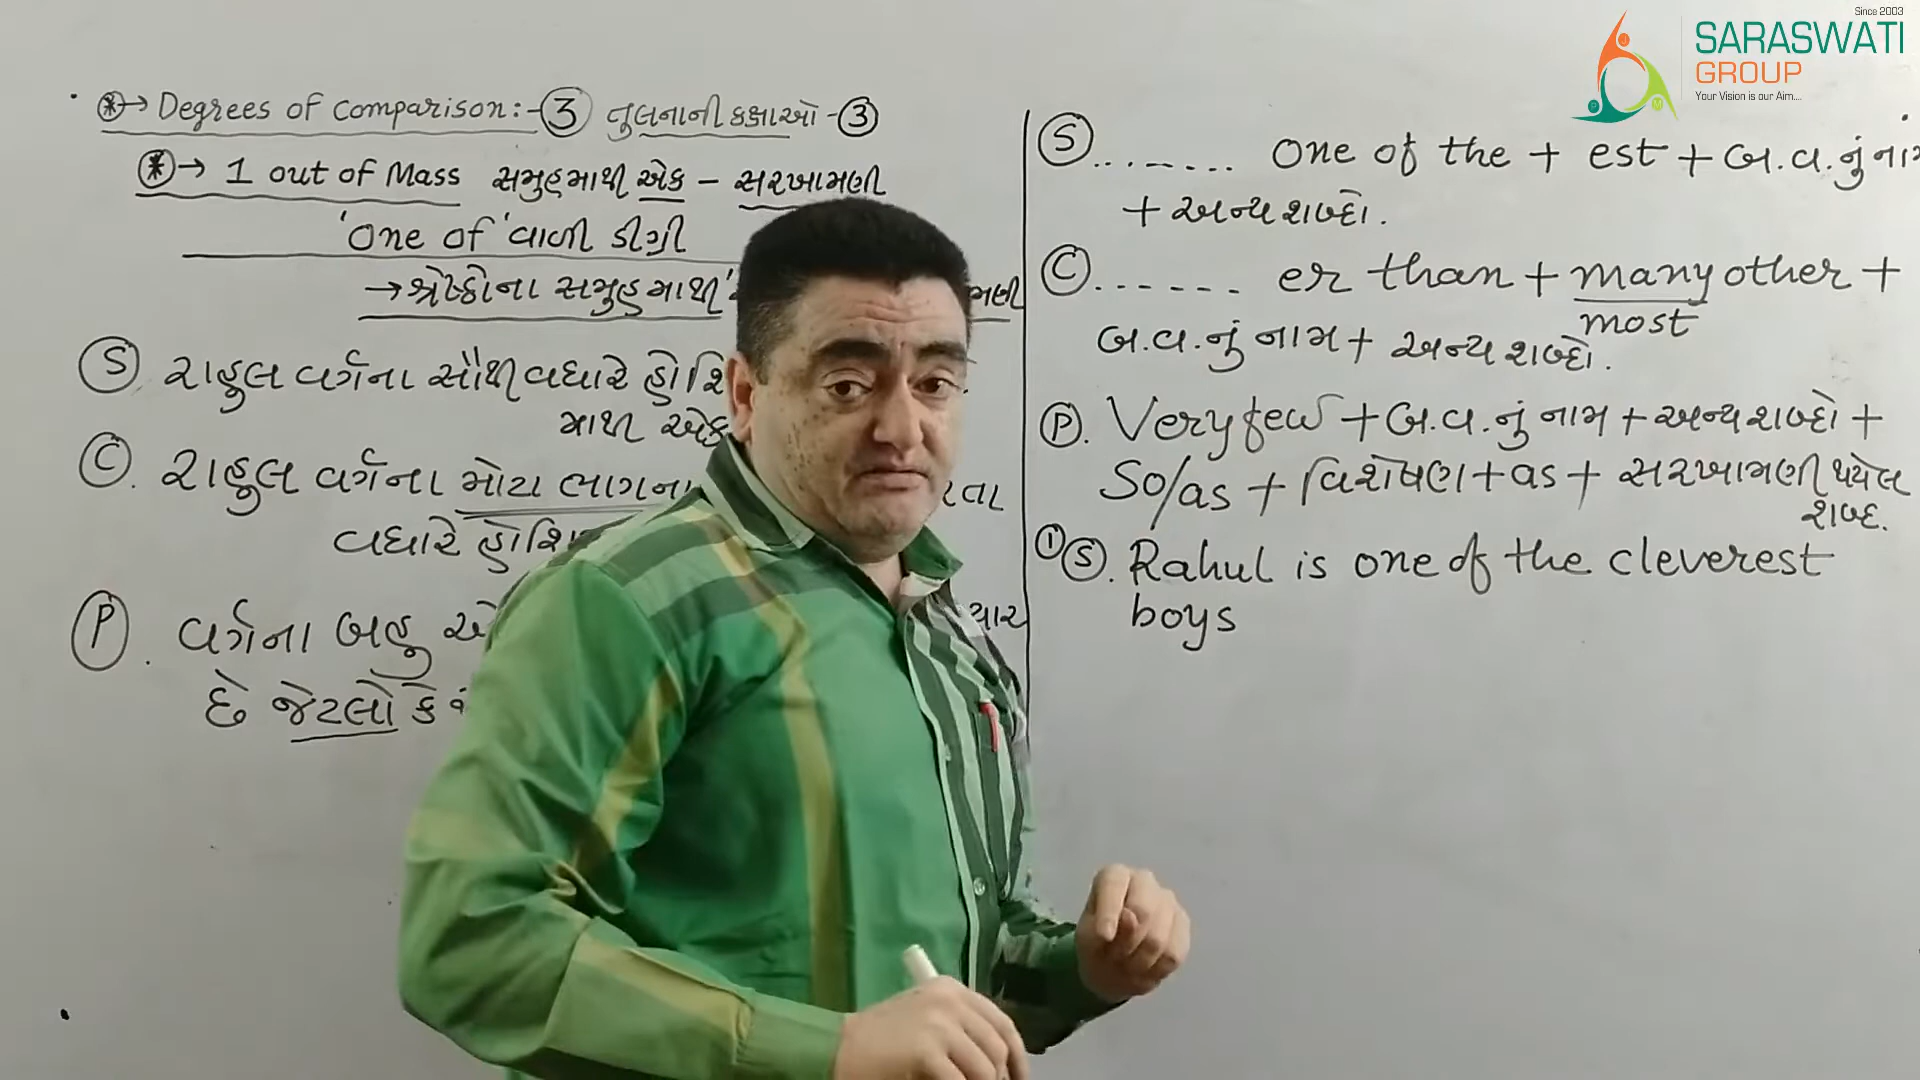 Since 2003
SARASWATI
GROUP
Your Vision is our Aim....
J
P
M
* → Degrees of Comparison:- 3 તુલનાની કક્ષાઓ - 3
* → 1 out of Mass સમુહમાથી એક - સરખામણી
'One of' વાળી ડીગ્રી
→ શ્રેષ્ઠોના સમુહમાથી
S રાહુલ વર્ગના સૌથી વધારે
માથી એક
C. રાહુલ વર્ગના મોટા ભાગના
વધારે
P. વર્ગના બહુ
છે જેટલો કે
S ........ One of the + est + બ.વ.નું નામ
+ અન્ય શબ્દો.
C ....... er than + many other +
most
બ.વ.નું નામ + અન્ય શબ્દો.
P. Very few + બ.વ.નું નામ + અન્ય શબ્દો +
So/as + વિશેષણ + as + સરખામણી થયેલ
શબ્દ.
1 S. Rahul is one of the cleverest
boys